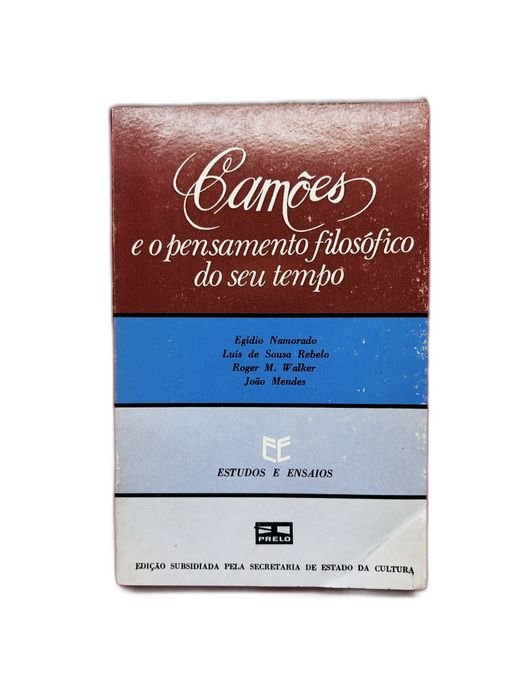 Camões
e o pensamento filosófico
do seu tempo
Egídio Namorado
Luís de Sousa Rebelo
Roger M. Walker
João Mendes
EE
ESTUDOS E ENSAIOS
PRELO
EDIÇÃO SUBSIDIADA PELA SECRETARIA DE ESTADO DA CULTURA